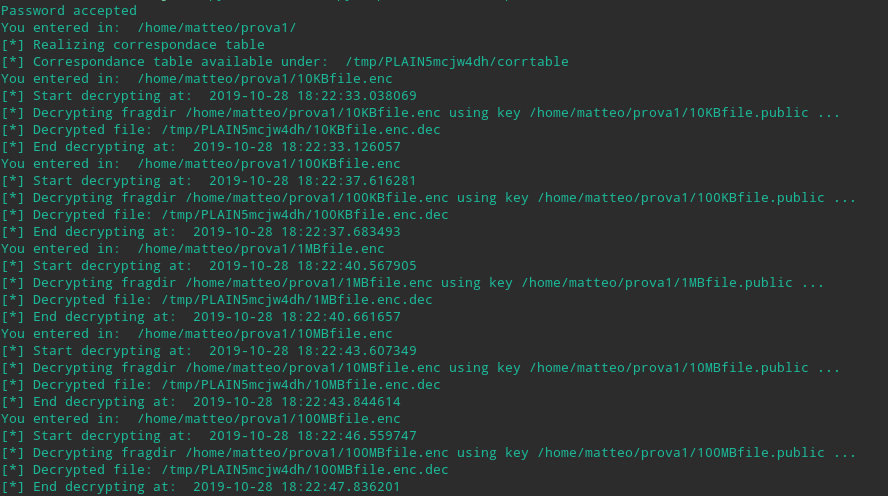 Password accepted
You entered in:  /home/matteo/prova1/
[*] Realizing correspondace table
[*] Correspondance table available under:  /tmp/PLAIN5mcjw4dh/corrtable
You entered in:  /home/matteo/prova1/10KBfile.enc
[*] Start decrypting at:  2019-10-28 18:22:33.038069
[*] Decrypting fragdir /home/matteo/prova1/10KBfile.enc using key /home/matteo/prova1/10KBfile.public ...
[*] Decrypted file: /tmp/PLAIN5mcjw4dh/10KBfile.enc.dec
[*] End decrypting at:  2019-10-28 18:22:33.126057
You entered in:  /home/matteo/prova1/100KBfile.enc
[*] Start decrypting at:  2019-10-28 18:22:37.616281
[*] Decrypting fragdir /home/matteo/prova1/100KBfile.enc using key /home/matteo/prova1/100KBfile.public ...
[*] Decrypted file: /tmp/PLAIN5mcjw4dh/100KBfile.enc.dec
[*] End decrypting at:  2019-10-28 18:22:37.683493
You entered in:  /home/matteo/prova1/1MBfile.enc
[*] Start decrypting at:  2019-10-28 18:22:40.567905
[*] Decrypting fragdir /home/matteo/prova1/1MBfile.enc using key /home/matteo/prova1/1MBfile.public ...
[*] Decrypted file: /tmp/PLAIN5mcjw4dh/1MBfile.enc.dec
[*] End decrypting at:  2019-10-28 18:22:40.661657
You entered in:  /home/matteo/prova1/10MBfile.enc
[*] Start decrypting at:  2019-10-28 18:22:43.607349
[*] Decrypting fragdir /home/matteo/prova1/10MBfile.enc using key /home/matteo/prova1/10MBfile.public ...
[*] Decrypted file: /tmp/PLAIN5mcjw4dh/10MBfile.enc.dec
[*] End decrypting at:  2019-10-28 18:22:43.844614
You entered in:  /home/matteo/prova1/100MBfile.enc
[*] Start decrypting at:  2019-10-28 18:22:46.559747
[*] Decrypting fragdir /home/matteo/prova1/100MBfile.enc using key /home/matteo/prova1/100MBfile.public ...
[*] Decrypted file: /tmp/PLAIN5mcjw4dh/100MBfile.enc.dec
[*] End decrypting at:  2019-10-28 18:22:47.836201